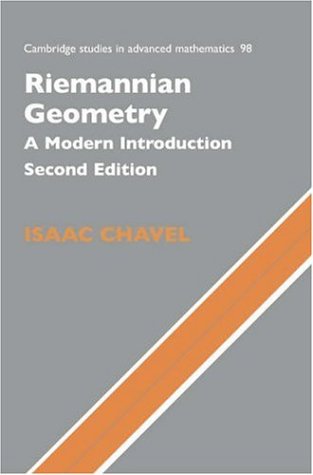 Cambridge studies in advanced mathematics 98
Riemannian
Geometry
A Modern Introduction
Second Edition
ISAAC CHAVEL